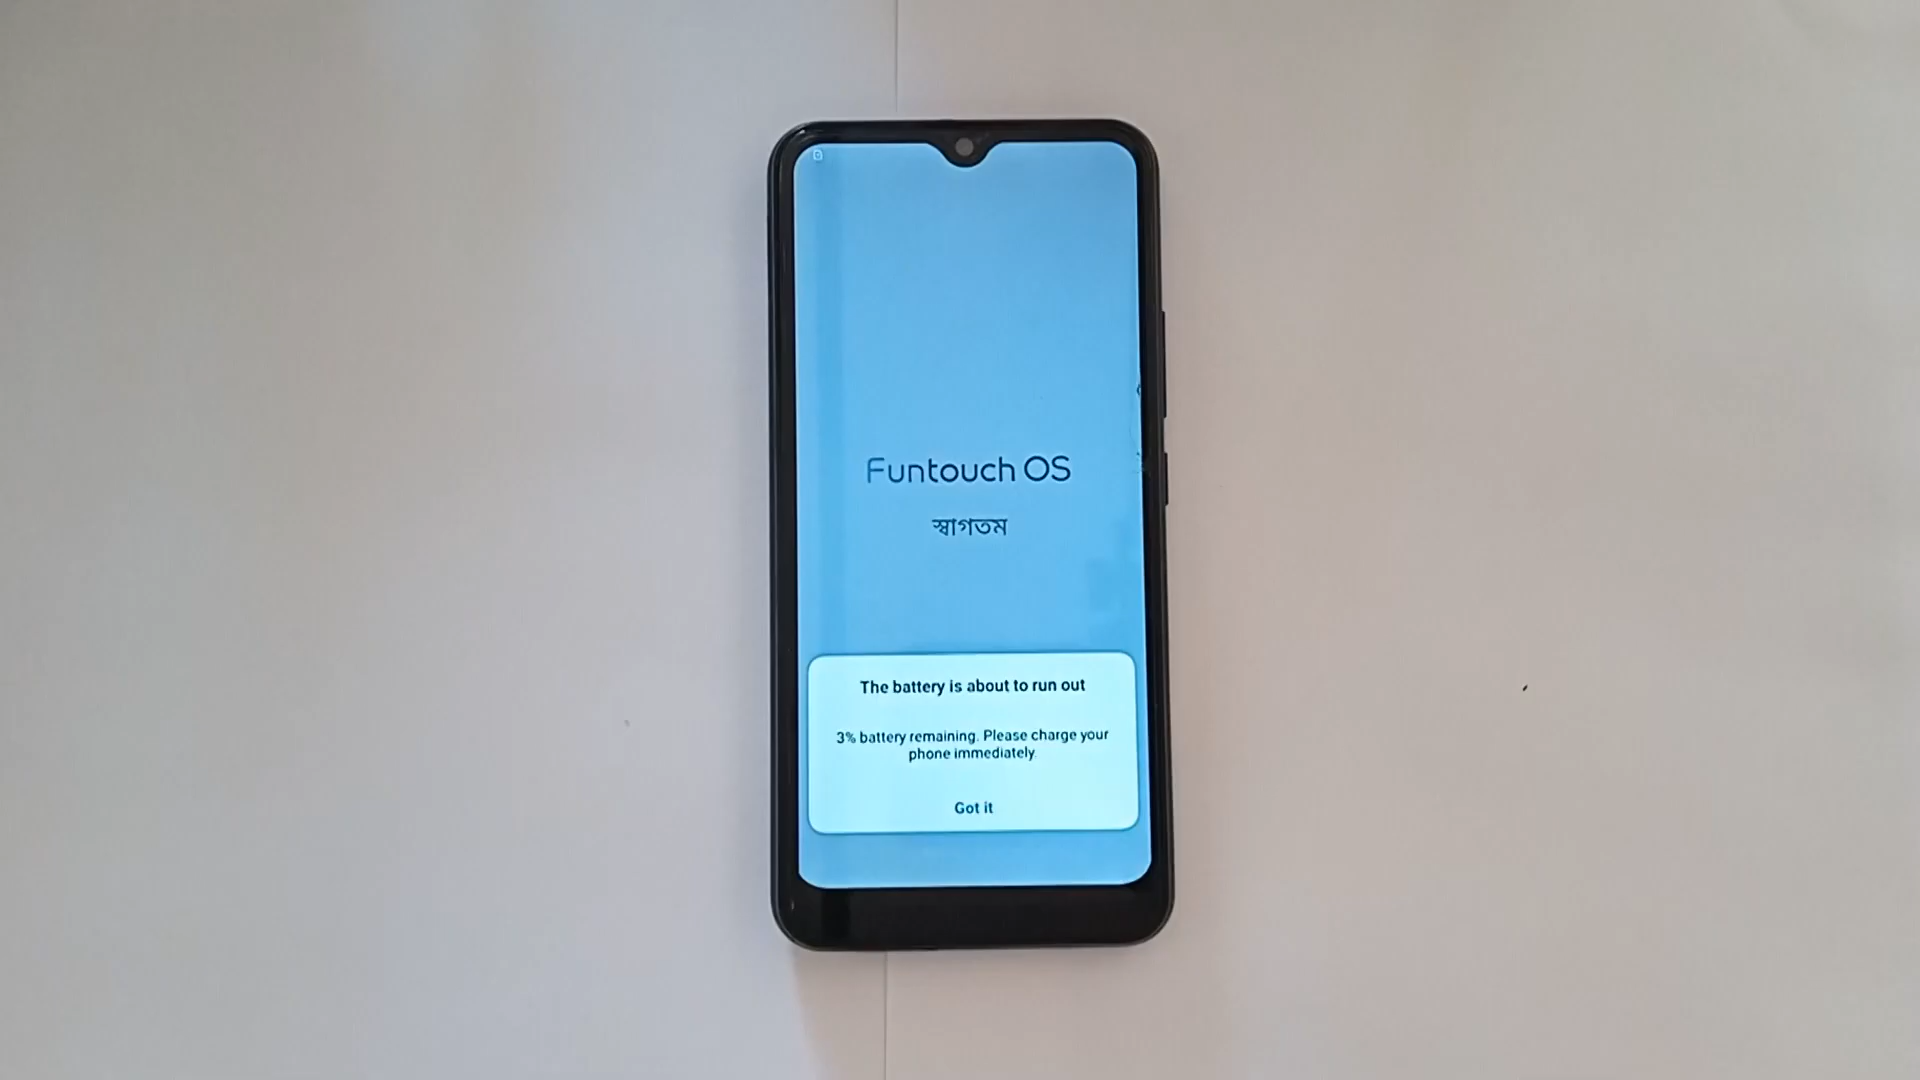 Funtouch OS
স্বাগতম
The battery is about to run out
3% battery remaining. Please charge your
phone immediately.
Got it